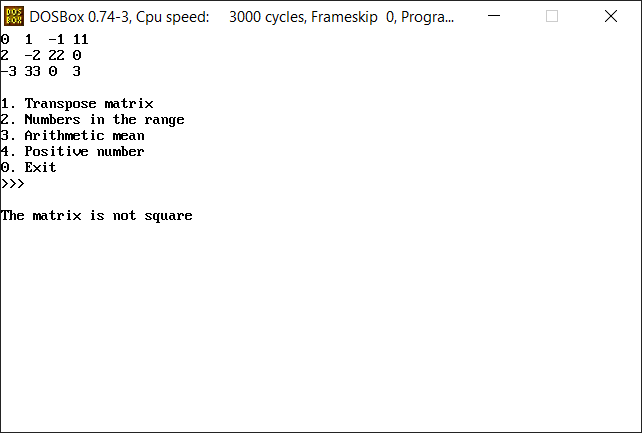 DOS BOX DOSBox 0.74-3, Cpu speed: 3000 cycles, Frameskip 0, Progra...
0 1 -1 11
2 -2 22 0
-3 33 0 3
1. Transpose matrix
2. Numbers in the range
3. Arithmetic mean
4. Positive number
0. Exit
>>>
The matrix is not square